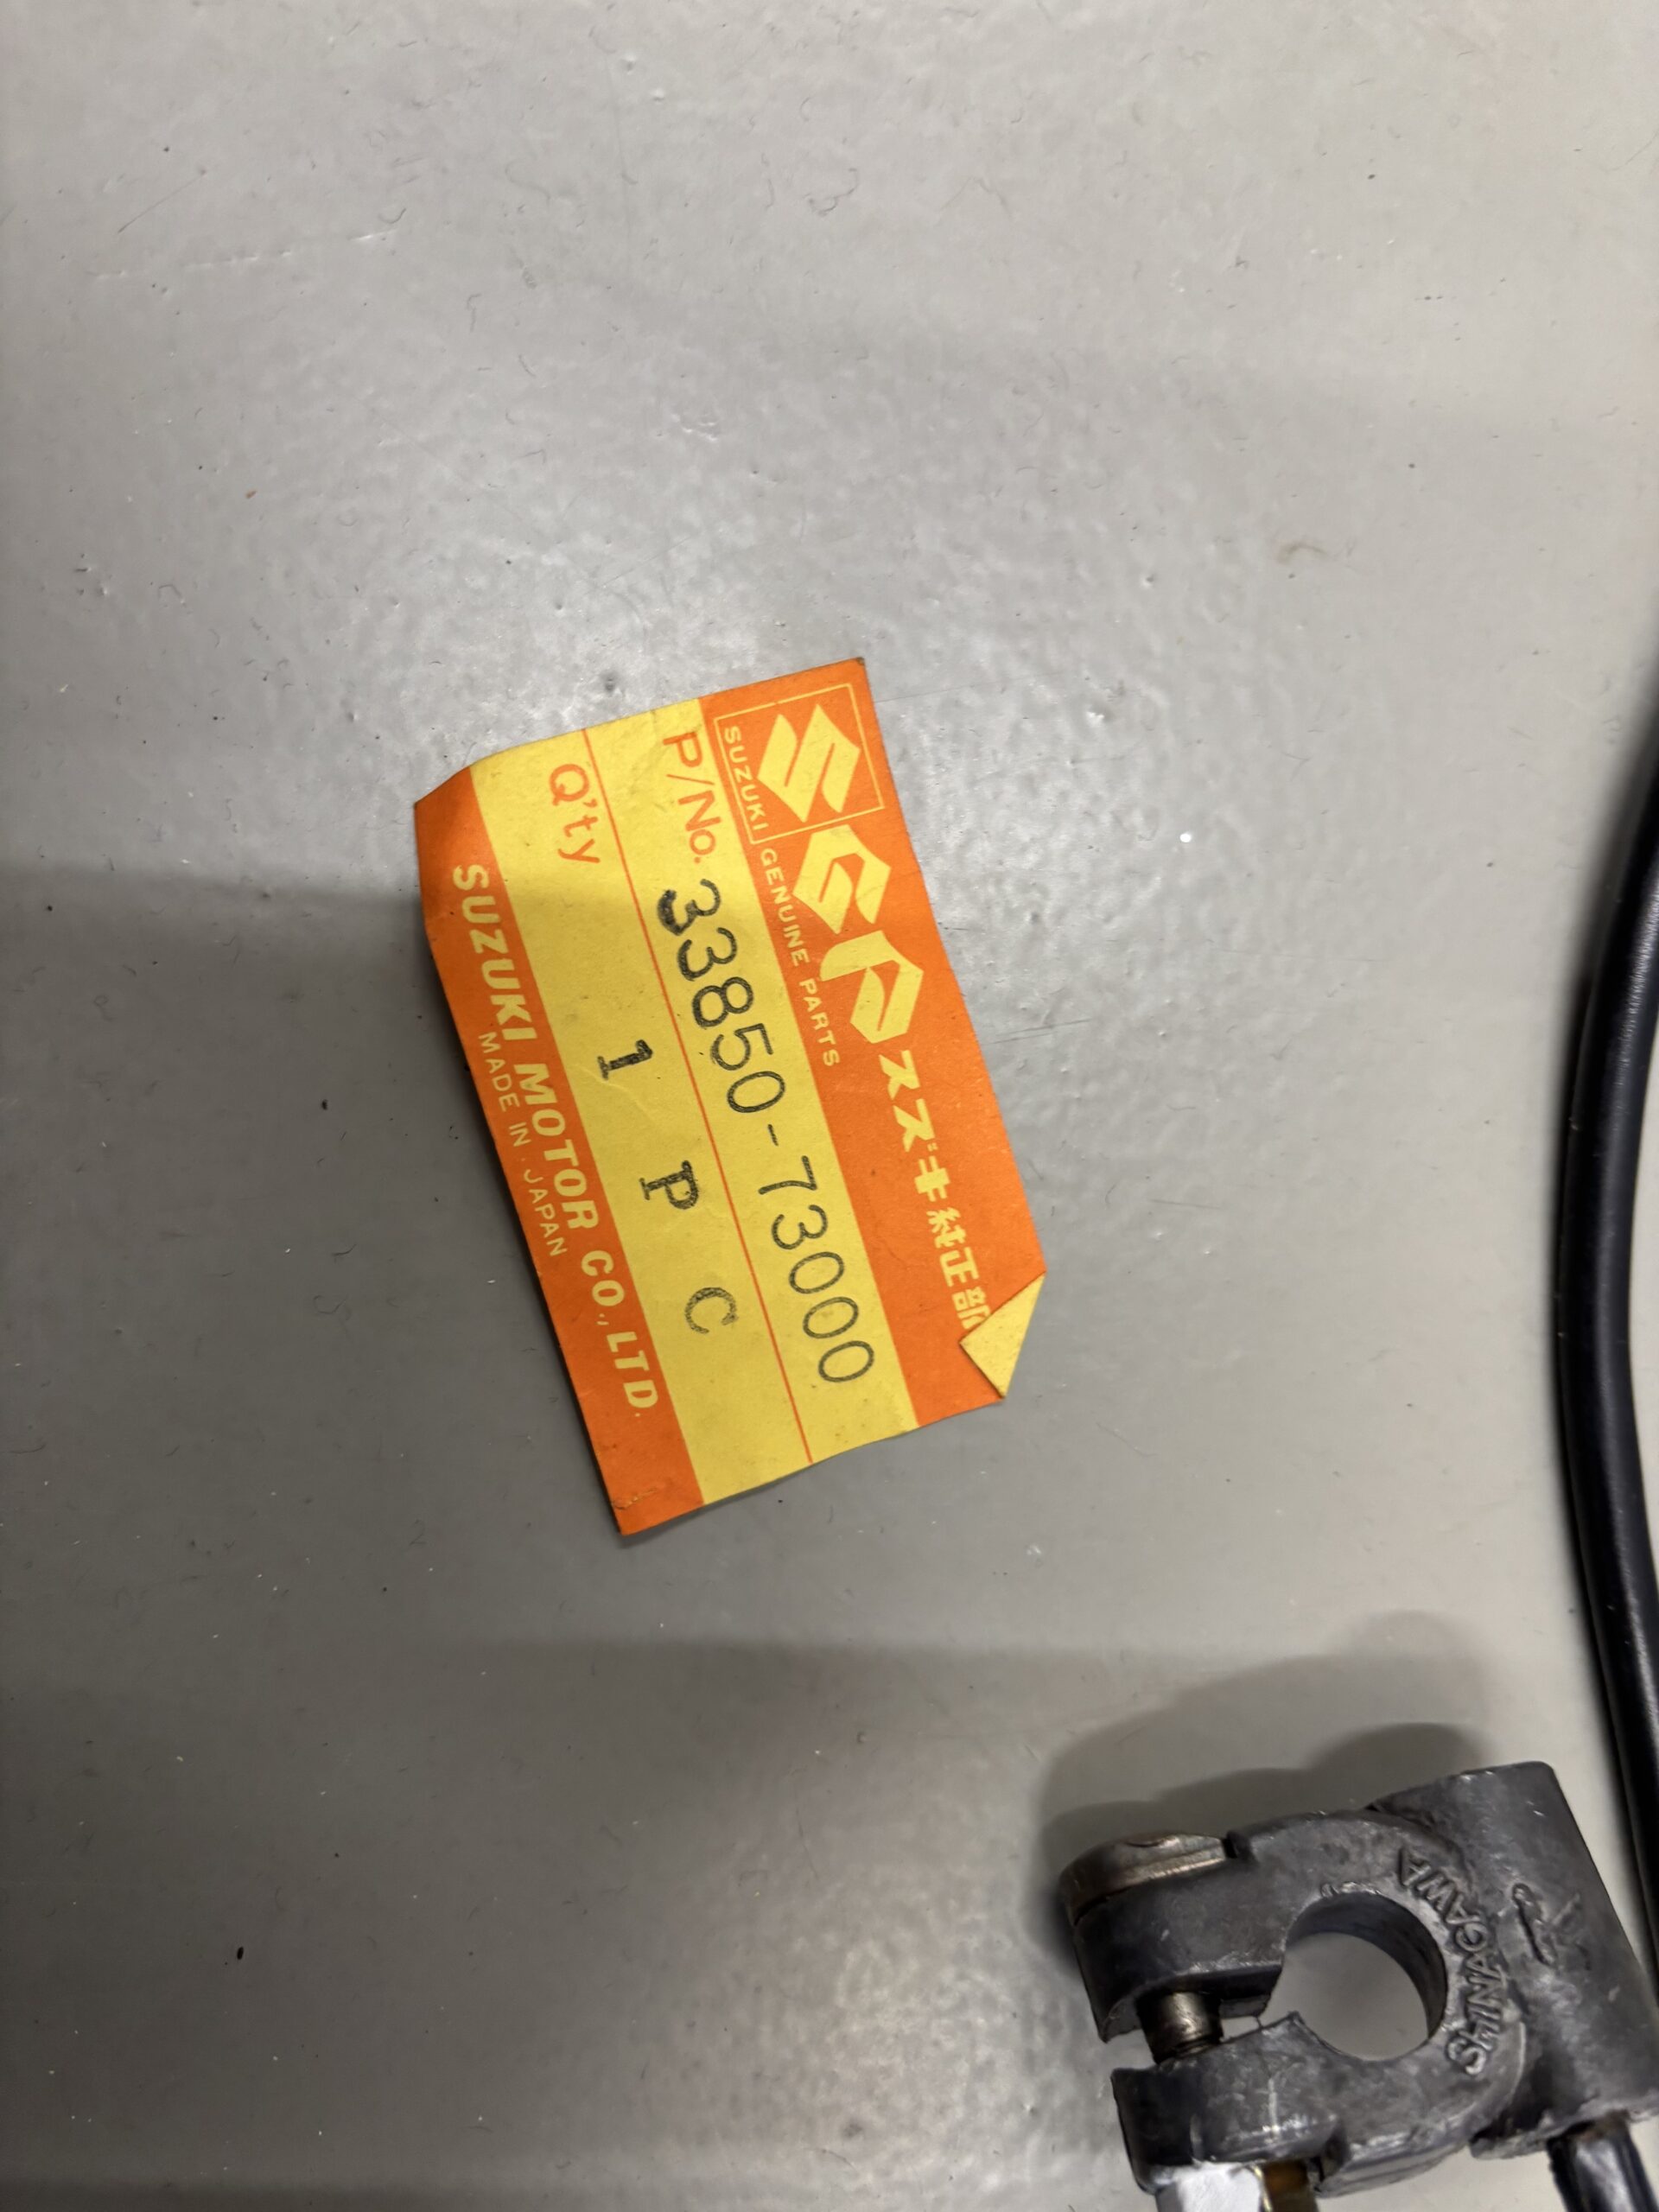 SGP スズキ純正部
SUZUKI GENUINE PARTS
P/No. 33850-73000
Q'ty 1 P C
SUZUKI MOTOR CO., LTD.
MADE IN JAPAN
SHINAGAWA